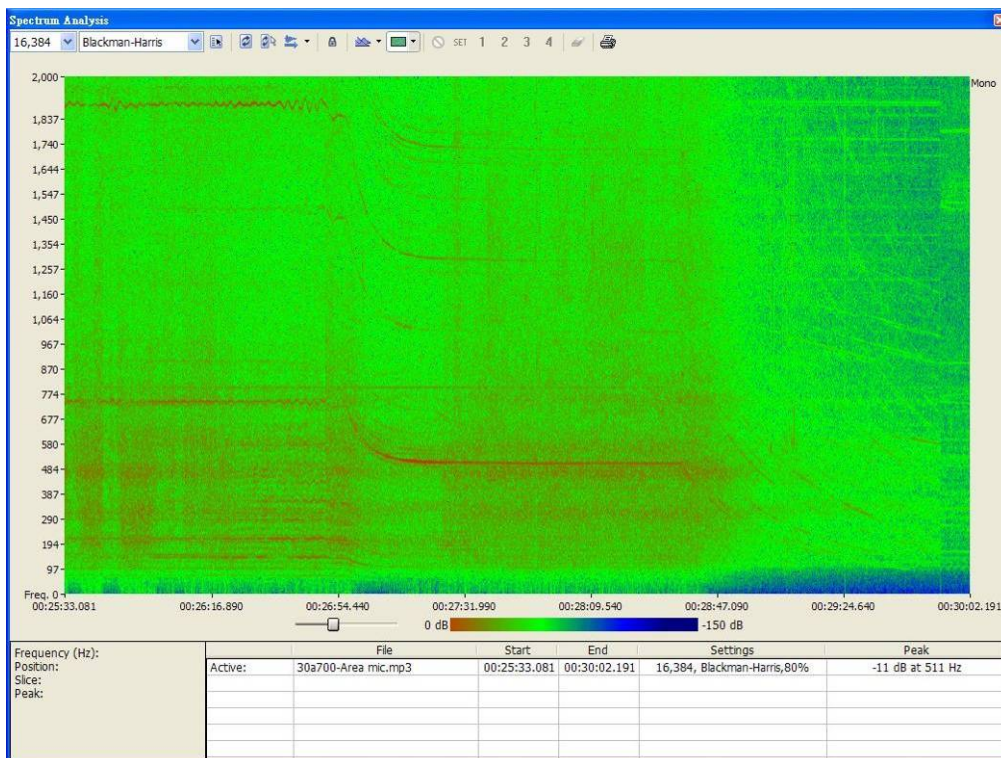 Spectrum Analysis
16,384 Blackman-Harris SET 1 2 3 4
Mono
2,000
1,837
1,740
1,644
1,547
1,450
1,354
1,257
1,160
1,064
967
870
774
677
580
484
387
290
194
97
Freq. 0
00:25:33.081 00:26:16.890 00:26:54.440 00:27:31.990 00:28:09.540 00:28:47.090 00:29:24.640 00:30:02.191
0 dB -150 dB
Frequency (Hz):
Position:
Slice:
Peak:
File Start End Settings Peak
Active: 30a700-Area mic.mp3 00:25:33.081 00:30:02.191 16,384, Blackman-Harris,80% -11 dB at 511 Hz